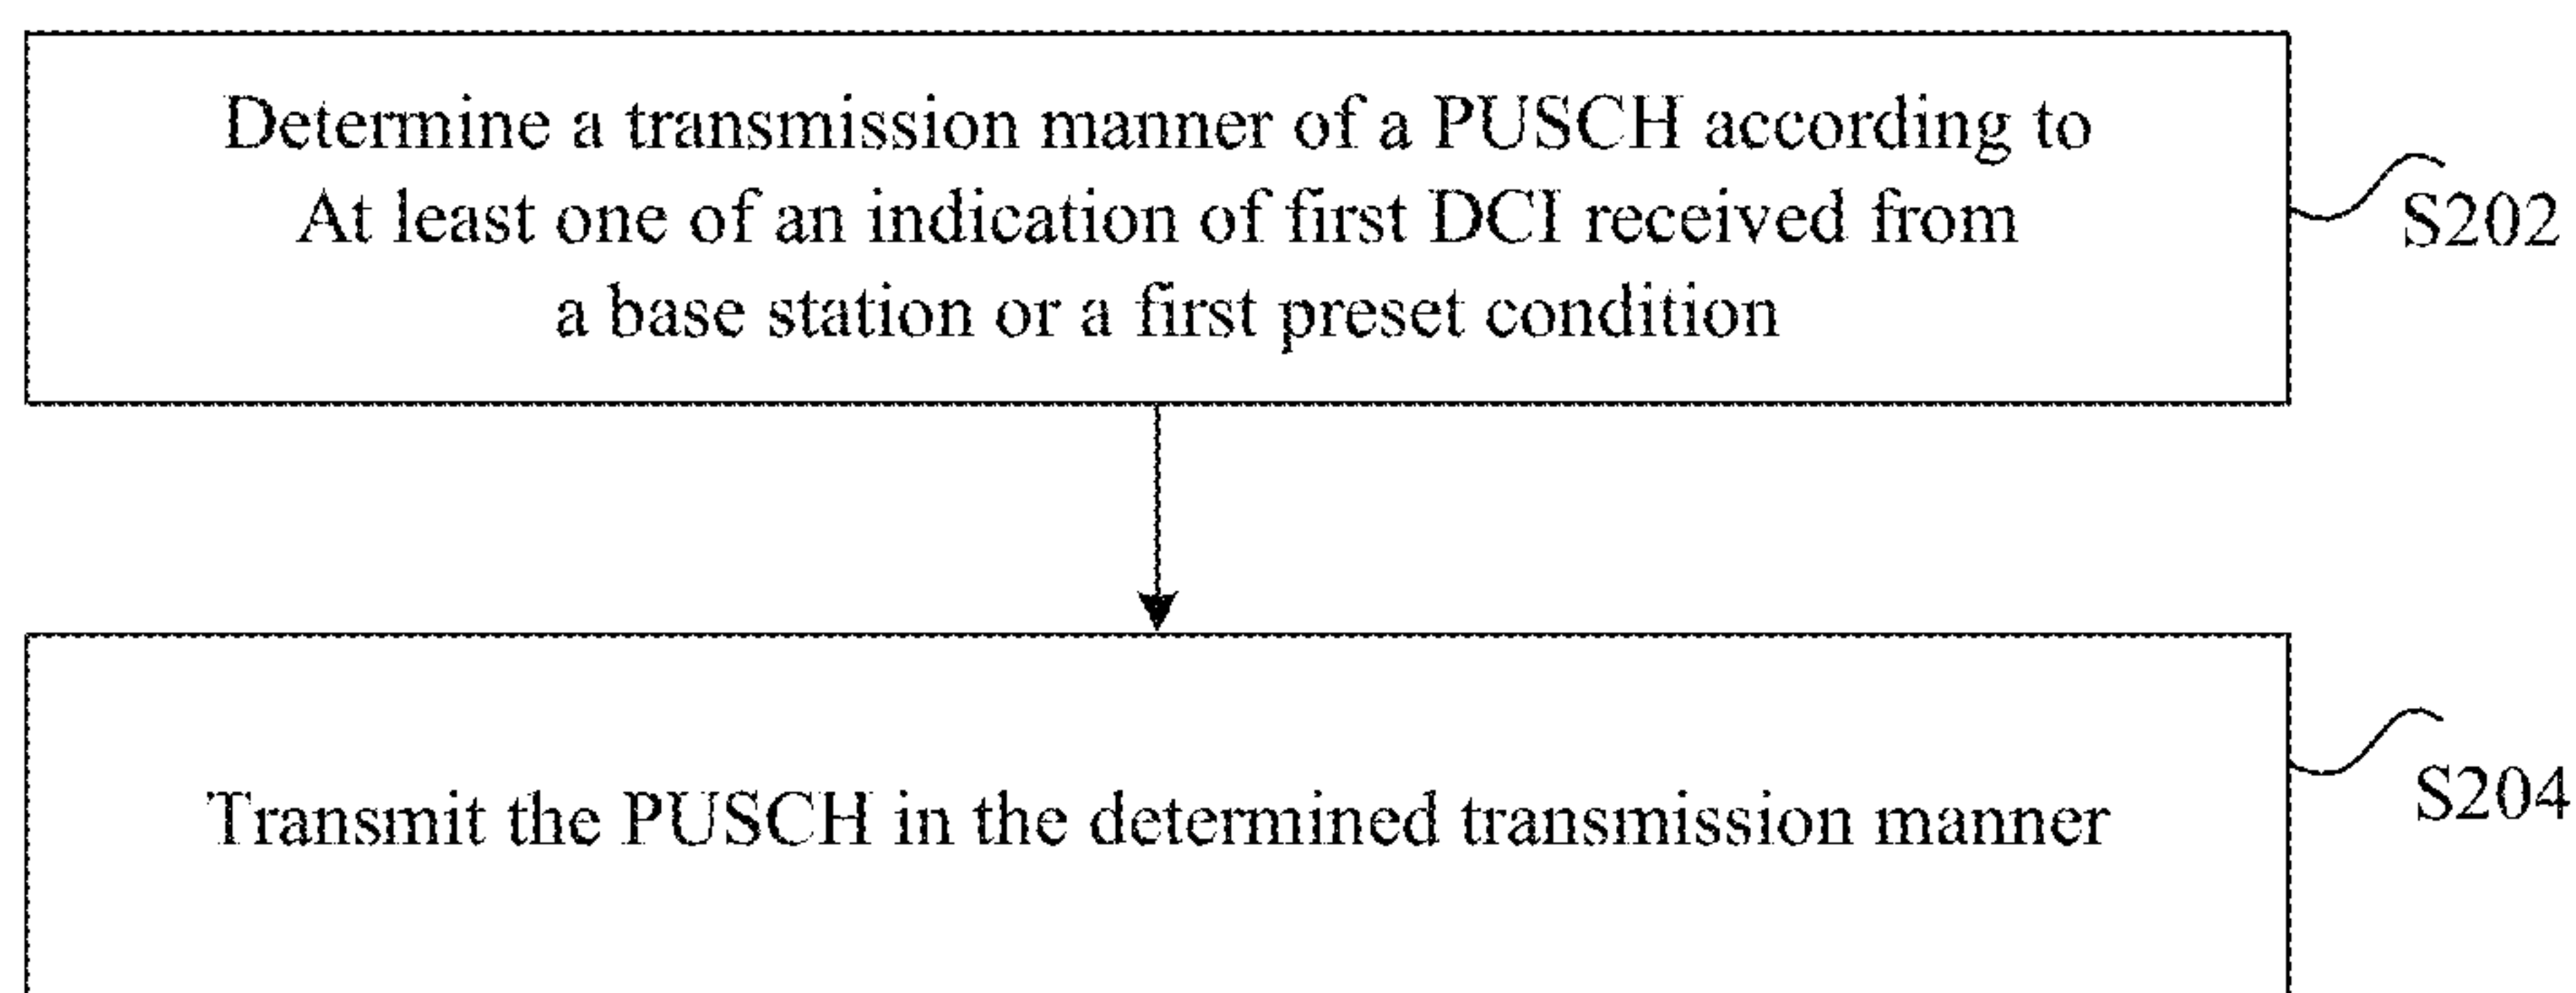 Determine a transmission manner of a PUSCH according to
At least one of an indication of first DCI received from
a base station or a first preset condition
S202
Transmit the PUSCH in the determined transmission manner
S204